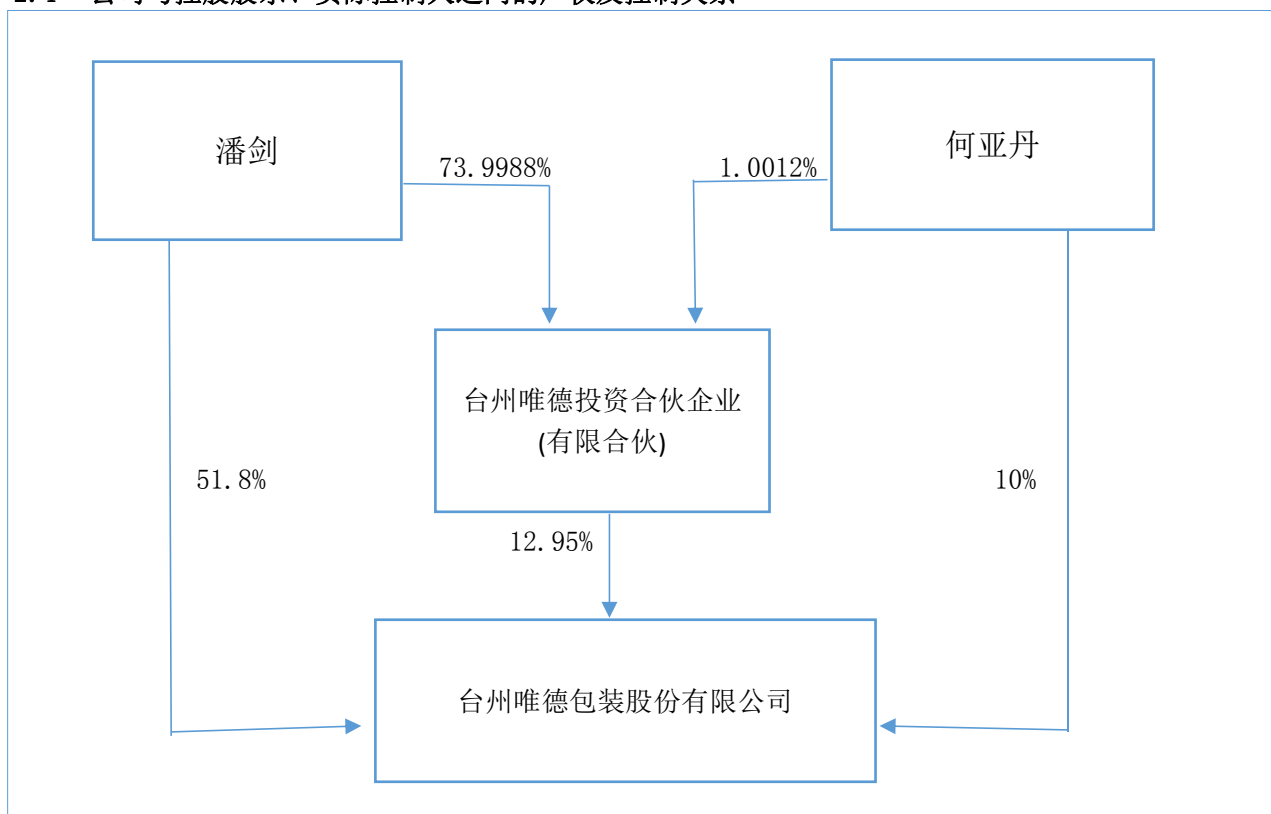 潘剑
何亚丹
73.9988%
1.0012%
台州唯德投资合伙企业
(有限合伙)
51.8%
10%
12.95%
台州唯德包装股份有限公司